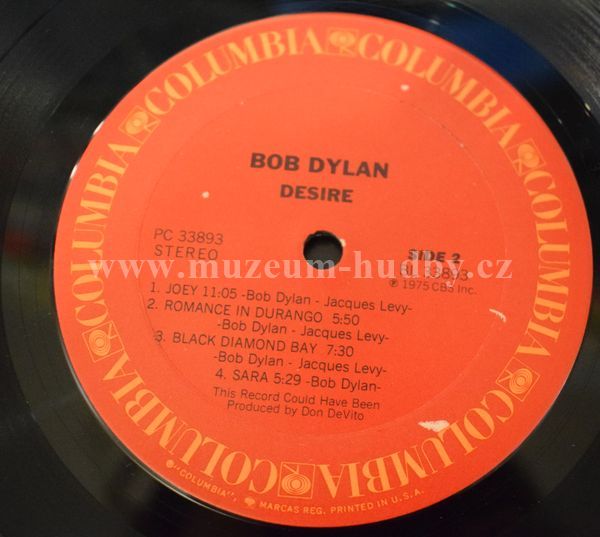 COLUMBIA COLUMBIA COLUMBIA COLUMBIA COLUMBIA COLUMBIA
BOB DYLAN
DESIRE
PC 33893
STEREO
SIDE 2
BL 33893
℗ 1975 CBS Inc.
www.muzeum-hudby.cz
1. JOEY 11:05 -Bob Dylan - Jacques Levy-
2. ROMANCE IN DURANGO 5:50
-Bob Dylan - Jacques Levy-
3. BLACK DIAMOND BAY 7:30
-Bob Dylan - Jacques Levy-
4. SARA 5:29 -Bob Dylan-
This Record Could Have Been
Produced by Don DeVito
"COLUMBIA", MARCAS REG. PRINTED IN U.S.A.